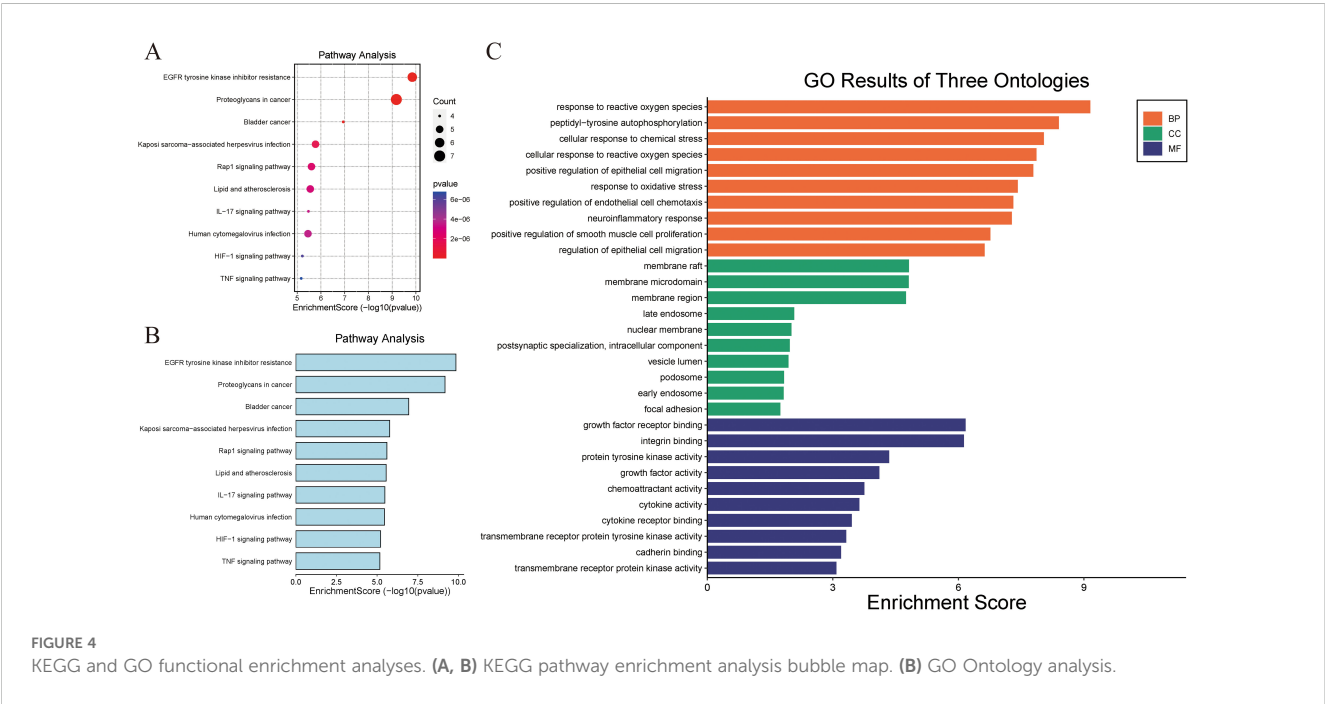 A
Pathway Analysis
EGFR tyrosine kinase inhibitor resistance
Proteoglycans in cancer
Bladder cancer
Kaposi sarcoma−associated herpesvirus infection
Rap1 signaling pathway
Lipid and atherosclerosis
IL−17 signaling pathway
Human cytomegalovirus infection
HIF−1 signaling pathway
TNF signaling pathway
5 6 7 8 9 10
EnrichmentScore (−log10(pvalue))
Count
4
5
6
7
pvalue
6e−06
4e−06
2e−06
B
Pathway Analysis
EGFR tyrosine kinase inhibitor resistance
Proteoglycans in cancer
Bladder cancer
Kaposi sarcoma−associated herpesvirus infection
Rap1 signaling pathway
Lipid and atherosclerosis
IL−17 signaling pathway
Human cytomegalovirus infection
HIF−1 signaling pathway
TNF signaling pathway
0.0 2.5 5.0 7.5 10.0
EnrichmentScore (−log10(pvalue))
C
GO Results of Three Ontologies
response to reactive oxygen species
peptidyl−tyrosine autophosphorylation
cellular response to chemical stress
cellular response to reactive oxygen species
positive regulation of epithelial cell migration
response to oxidative stress
positive regulation of endothelial cell chemotaxis
neuroinflammatory response
positive regulation of smooth muscle cell proliferation
regulation of epithelial cell migration
membrane raft
membrane microdomain
membrane region
late endosome
nuclear membrane
postsynaptic specialization, intracellular component
vesicle lumen
podosome
early endosome
focal adhesion
growth factor receptor binding
integrin binding
protein tyrosine kinase activity
growth factor activity
chemoattractant activity
cytokine activity
cytokine receptor binding
transmembrane receptor protein tyrosine kinase activity
cadherin binding
transmembrane receptor protein kinase activity
0 3 6 9
Enrichment Score
BP
CC
MF
FIGURE 4
KEGG and GO functional enrichment analyses. (A, B) KEGG pathway enrichment analysis bubble map. (B) GO Ontology analysis.